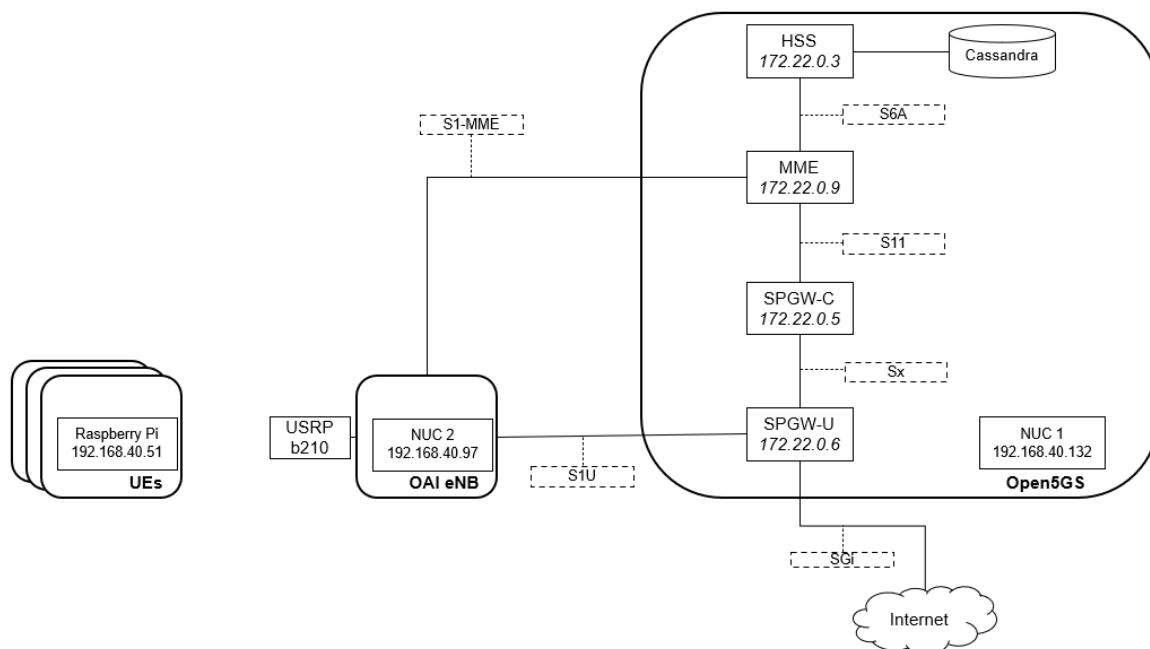 HSS
172.22.0.3
Cassandra
S6A
S1-MME
MME
172.22.0.9
S11
SPGW-C
172.22.0.5
Sx
SPGW-U
172.22.0.6
Raspberry Pi
192.168.40.51
UEs
USRP
b210
NUC 2
192.168.40.97
OAI eNB
S1U
NUC 1
192.168.40.132
Open5GS
SGi
Internet